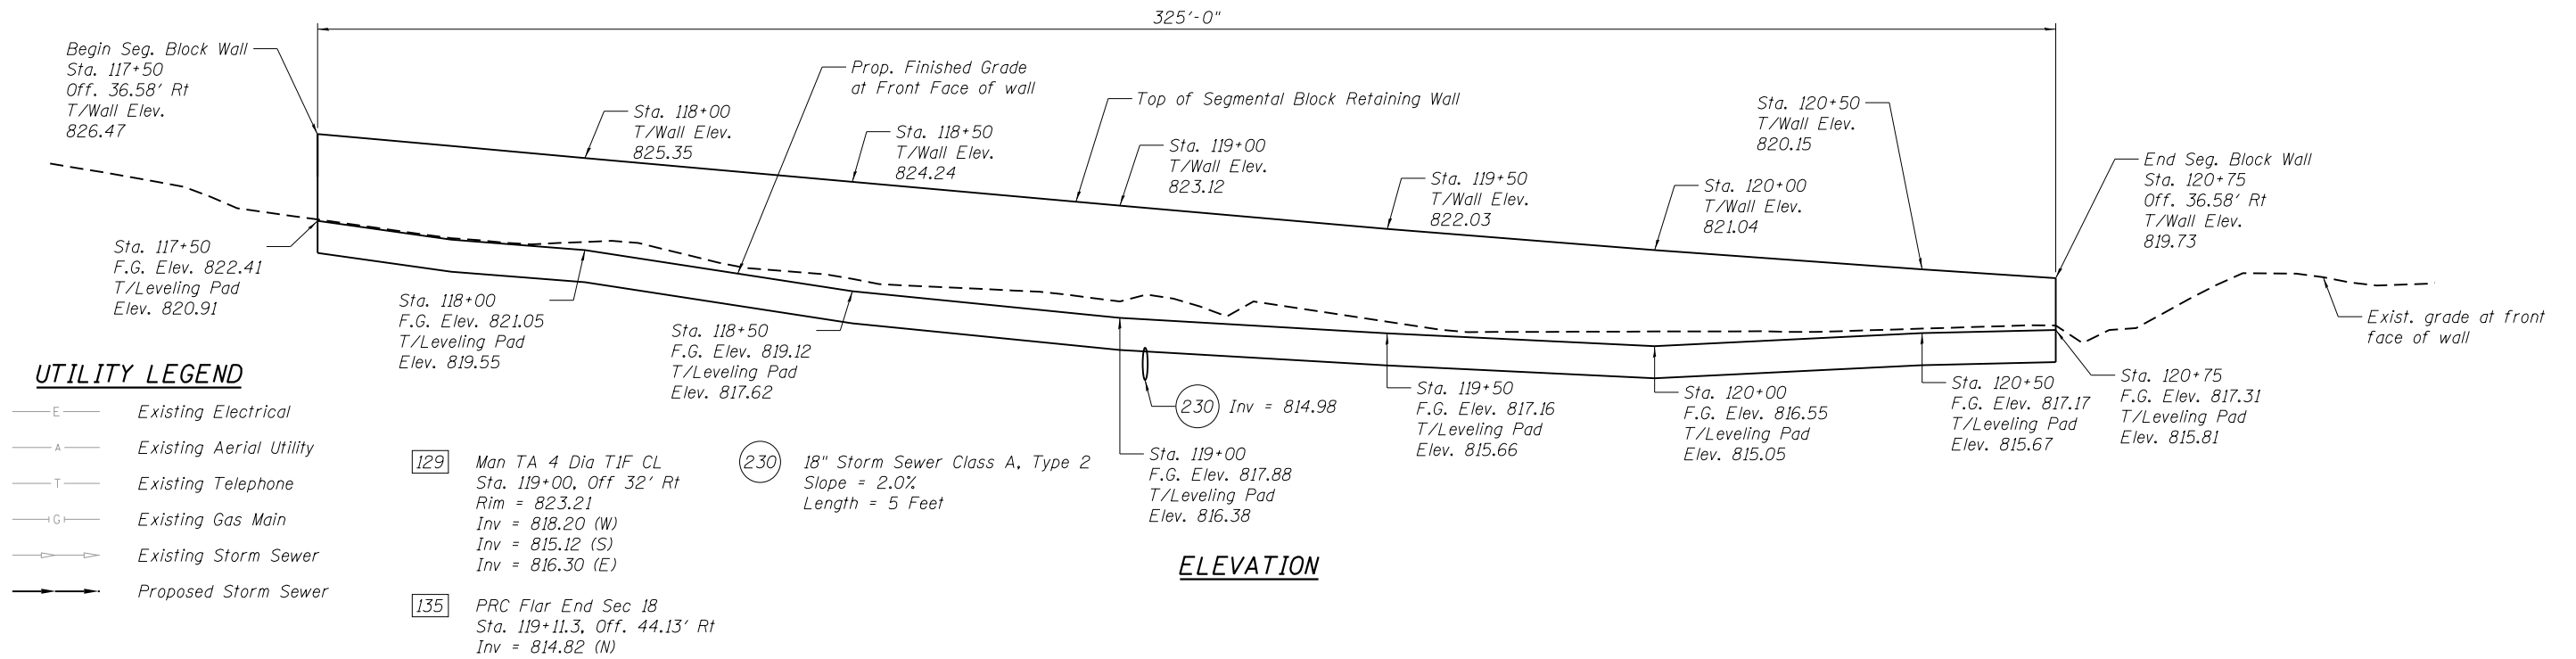 325'-0"
Begin Seg. Block Wall
Sta. 117+50
Off. 36.58' Rt
T/Wall Elev.
826.47
Prop. Finished Grade
at Front Face of wall
Sta. 118+00
T/Wall Elev.
825.35
Sta. 118+50
T/Wall Elev.
824.24
Top of Segmental Block Retaining Wall
Sta. 119+00
T/Wall Elev.
823.12
Sta. 119+50
T/Wall Elev.
822.03
Sta. 120+00
T/Wall Elev.
821.04
Sta. 120+50
T/Wall Elev.
820.15
End Seg. Block Wall
Sta. 120+75
Off. 36.58' Rt
T/Wall Elev.
819.73
Sta. 117+50
F.G. Elev. 822.41
T/Leveling Pad
Elev. 820.91
Sta. 118+00
F.G. Elev. 821.05
T/Leveling Pad
Elev. 819.55
Sta. 118+50
F.G. Elev. 819.12
T/Leveling Pad
Elev. 817.62
230 Inv = 814.98
Sta. 119+00
F.G. Elev. 817.88
T/Leveling Pad
Elev. 816.38
Sta. 119+50
F.G. Elev. 817.16
T/Leveling Pad
Elev. 815.66
Sta. 120+00
F.G. Elev. 816.55
T/Leveling Pad
Elev. 815.05
Sta. 120+50
F.G. Elev. 817.17
T/Leveling Pad
Elev. 815.67
Sta. 120+75
F.G. Elev. 817.31
T/Leveling Pad
Elev. 815.81
Exist. grade at front
face of wall
UTILITY LEGEND
E Existing Electrical
A Existing Aerial Utility
T Existing Telephone
G Existing Gas Main
Existing Storm Sewer
Proposed Storm Sewer
129 Man TA 4 Dia T1F CL
Sta. 119+00, Off 32' Rt
Rim = 823.21
Inv = 818.20 (W)
Inv = 815.12 (S)
Inv = 816.30 (E)
135 PRC Flar End Sec 18
Sta. 119+11.3, Off. 44.13' Rt
Inv = 814.82 (N)
230 18" Storm Sewer Class A, Type 2
Slope = 2.0%
Length = 5 Feet
ELEVATION